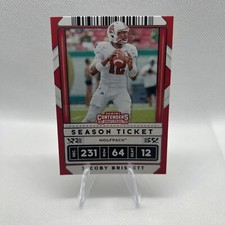 12
CONTENDERS
SEASON TICKET
WOLFPACK
231 64 12
JACOBY BRISSETT